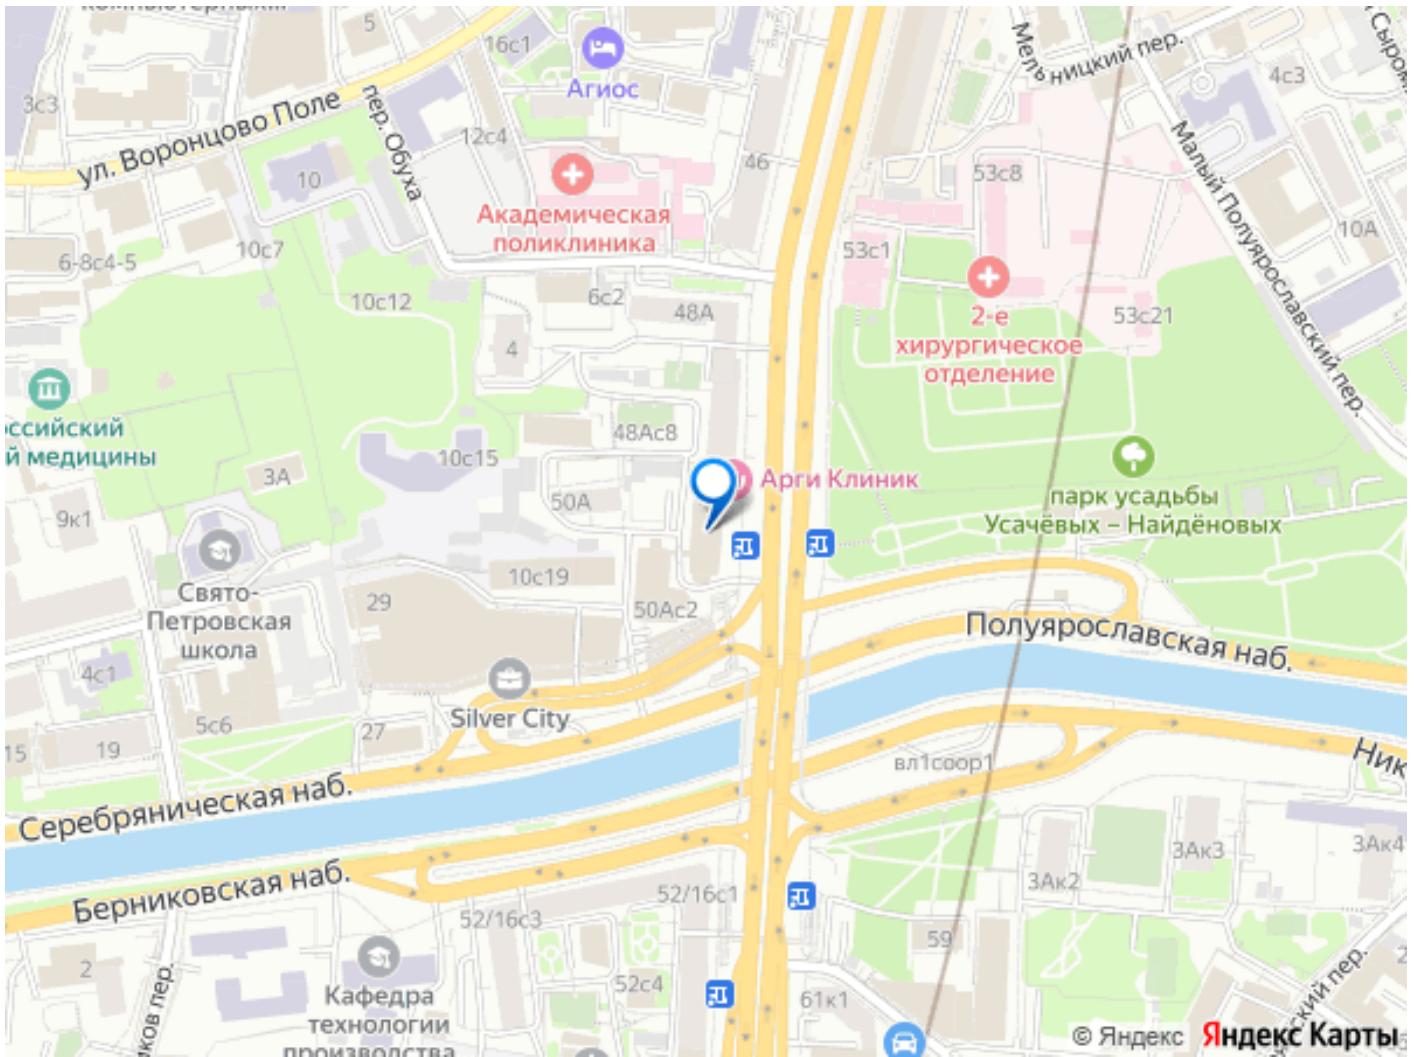 5
16с1
Агиос
3с3
ул. Воронцово Поле
пер. Обуха
12с4
46
Мель
ницкий пер.
4с3
Малый Полуярославский пер.
10
Академическая
поликлиника
53с8
10А
6-8с4-5
10с7
53с1
10с12
6с2
48А
2-е
хирургическое
отделение
53с21
4
48Ас8
й медицины
3А
10с15
Арги Клиник
50А
парк усадьбы
Усачёвых – Найдёновых
9к1
10с19
Свято-
Петровская
школа
29
50Ас2
Полуярославская наб.
4с1
Silver City
5с6
27
15
19
вл1соор1
Ник
Серебряническая наб.
3Ак3
3Ак4
3Ак2
Берниковская наб.
52/16с1
52/16с3
59
2
52с4
61к1
Кафедра
технологии
производства
© Яндекс
Яндекс Карты